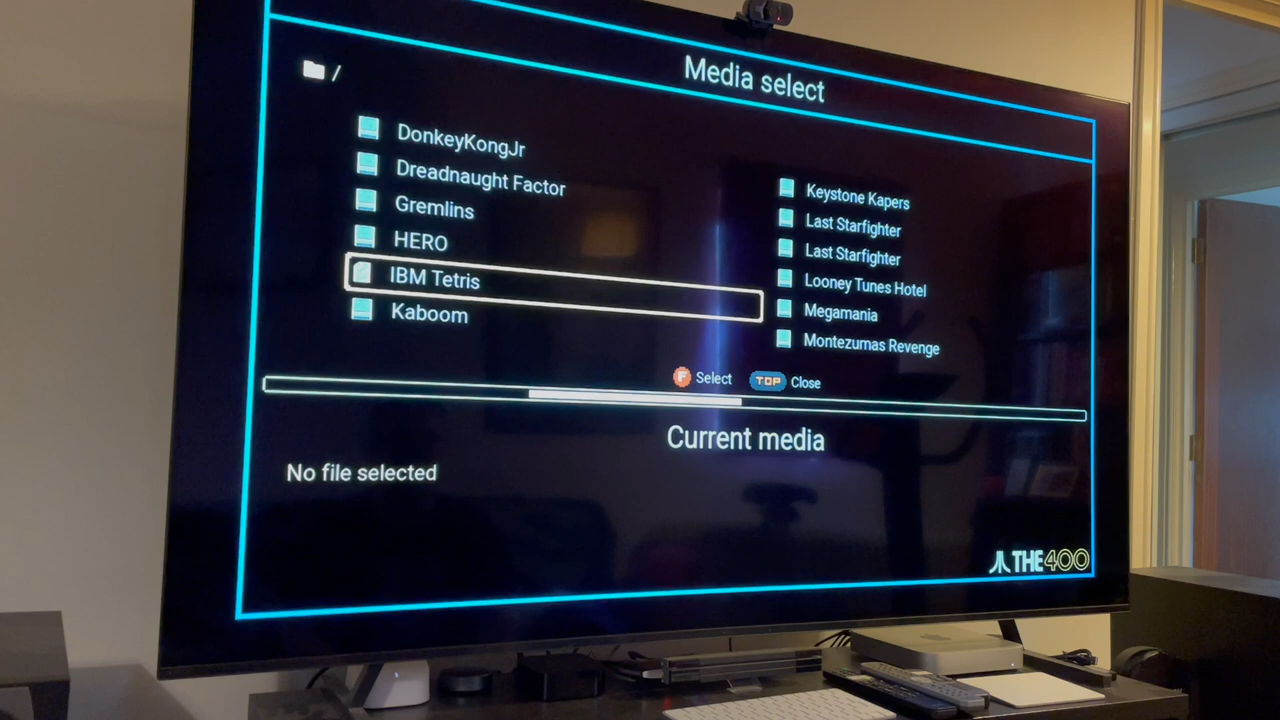 Media select
/
DonkeyKongJr
Dreadnaught Factor
Gremlins
HERO
IBM Tetris
Kaboom
Keystone Kapers
Last Starfighter
Last Starfighter
Looney Tunes Hotel
Megamania
Montezumas Revenge
F Select TOP Close
Current media
No file selected
THE400